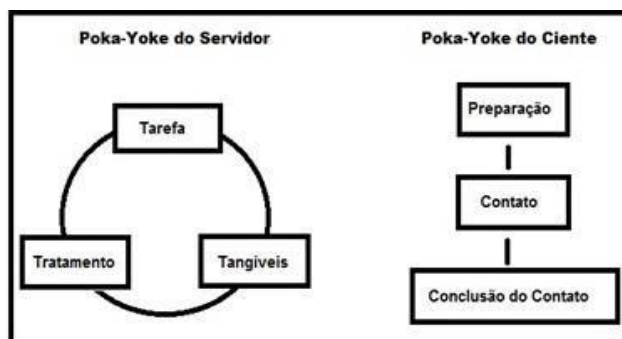 Poka-Yoke do Servidor
Poka-Yoke do Ciente
Tarefa
Tratamento
Tangíveis
Preparação
Contato
Conclusão do Contato